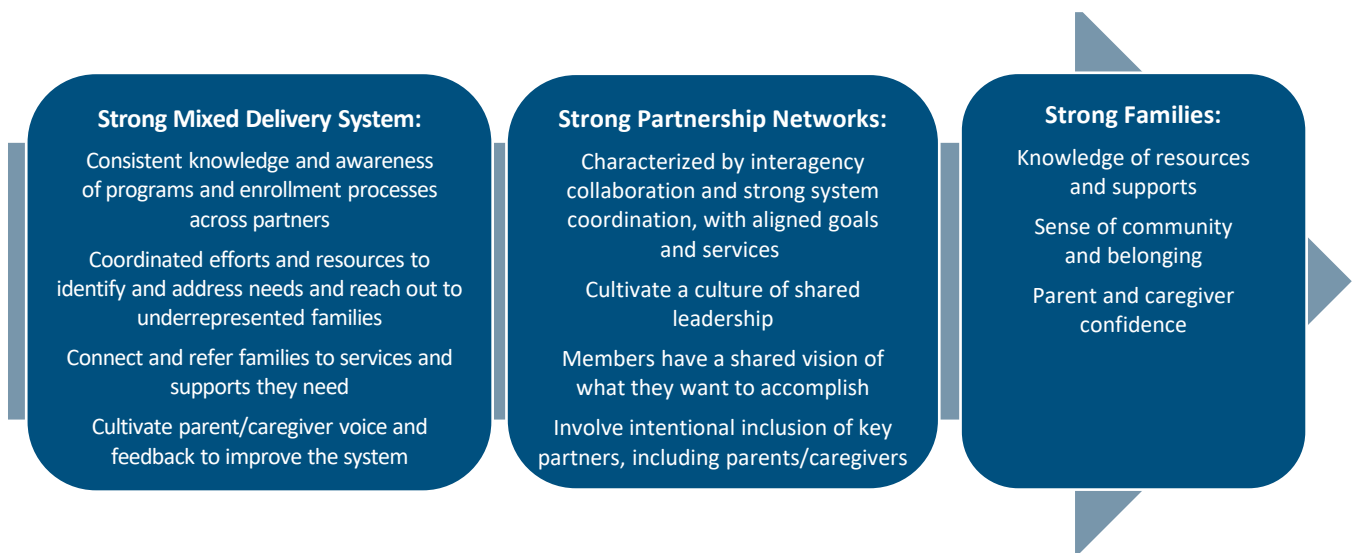 Strong Mixed Delivery System:
Consistent knowledge and awareness
of programs and enrollment processes
across partners
Coordinated efforts and resources to
identify and address needs and reach out to
underrepresented families
Connect and refer families to services and
supports they need
Cultivate parent/caregiver voice and
feedback to improve the system
Strong Partnership Networks:
Characterized by interagency
collaboration and strong system
coordination, with aligned goals
and services
Cultivate a culture of shared
leadership
Members have a shared vision of
what they want to accomplish
Involve intentional inclusion of key
partners, including parents/caregivers
Strong Families:
Knowledge of resources
and supports
Sense of community
and belonging
Parent and caregiver
confidence